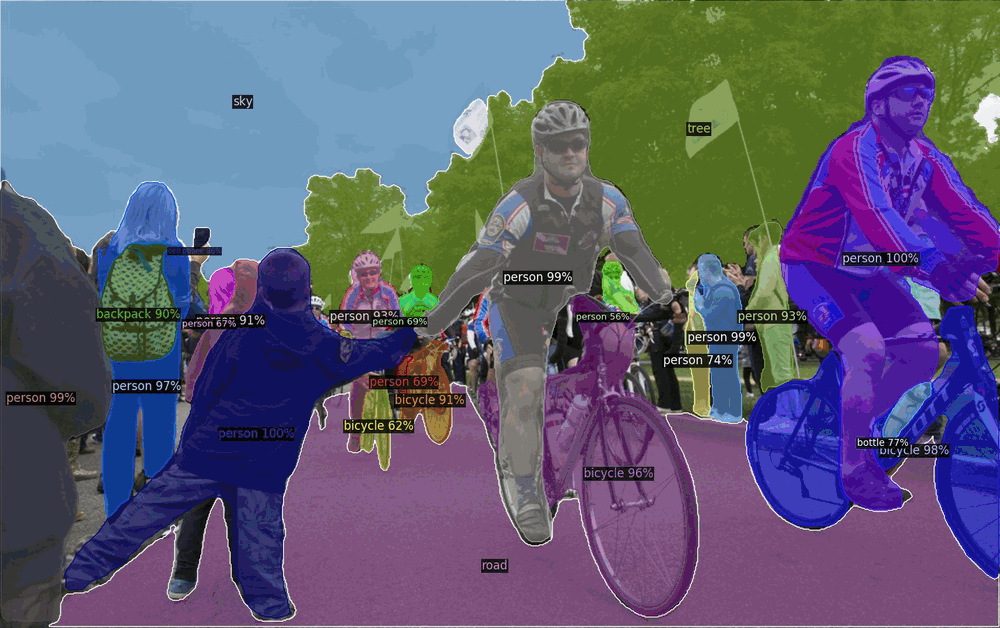 sky
tree
person 100%
person 99%
backpack 90%
person 67%
91%
person 93%
person 69%
person 56%
person 93%
person 99%
person 74%
person 97%
person 69%
bicycle 91%
person 99%
bicycle 62%
person 100%
bottle 77%
bicycle 98%
bicycle 96%
road